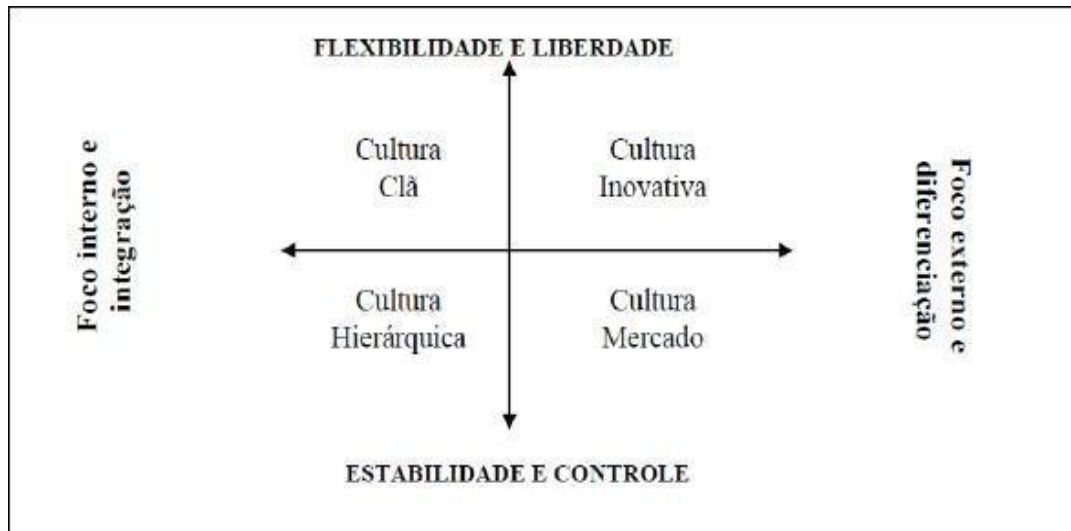 FLEXIBILIDADE E LIBERDADE
Foco interno e
integração
Cultura
Clã
Cultura
Inovativa
Foco externo e
diferenciação
Cultura
Hierárquica
Cultura
Mercado
ESTABILIDADE E CONTROLE